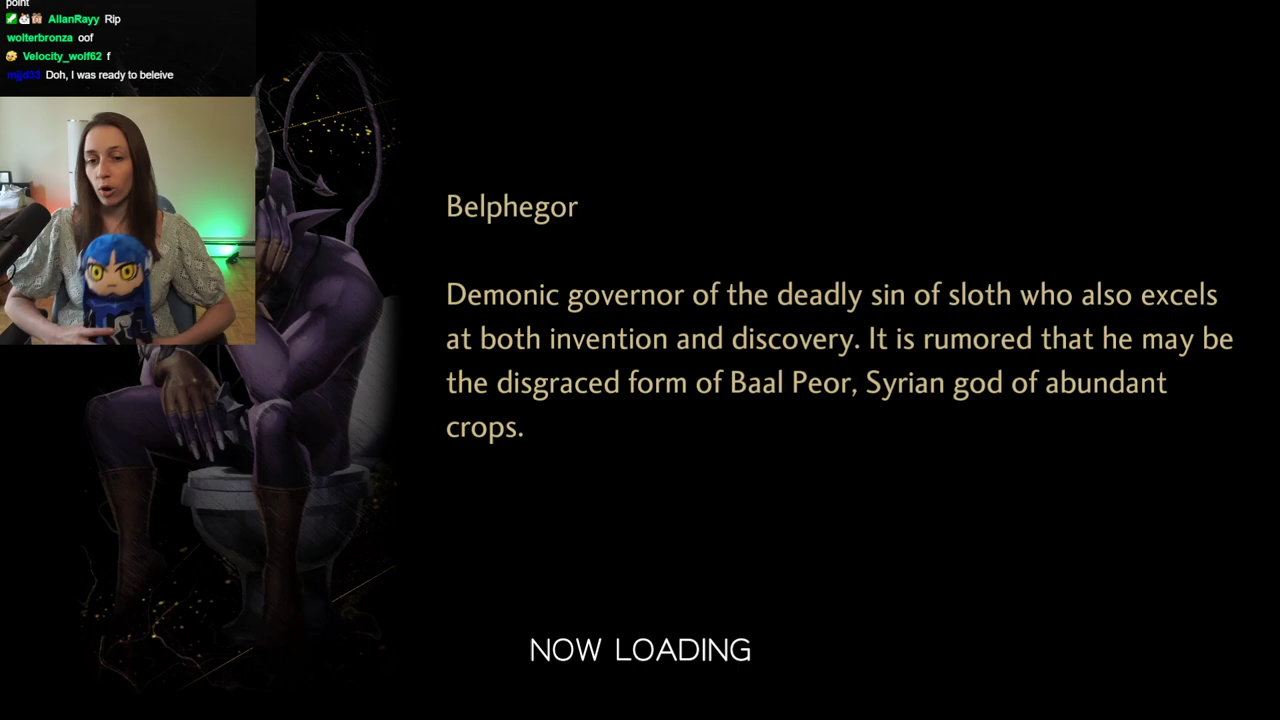 point
AllanRayy Rip
wolterbronza oof
Velocity_wolf62 f
mjjd33 Doh, I was ready to beleive
Belphegor
Demonic governor of the deadly sin of sloth who also excels
at both invention and discovery. It is rumored that he may be
the disgraced form of Baal Peor, Syrian god of abundant
crops.
NOW LOADING